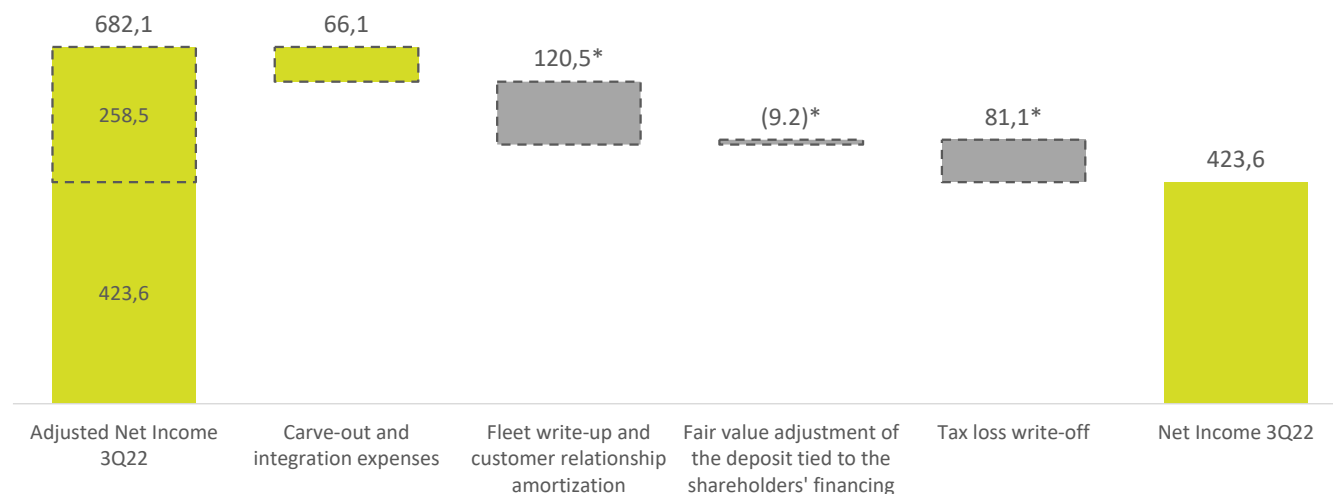 682,1
66,1
120,5*
(9.2)*
81,1*
423,6
258,5
423,6
Adjusted Net Income
3Q22
Carve-out and
integration expenses
Fleet write-up and
customer relationship
amortization
Fair value adjustment of
the deposit tied to the
shareholders' financing
Tax loss write-off
Net Income 3Q22